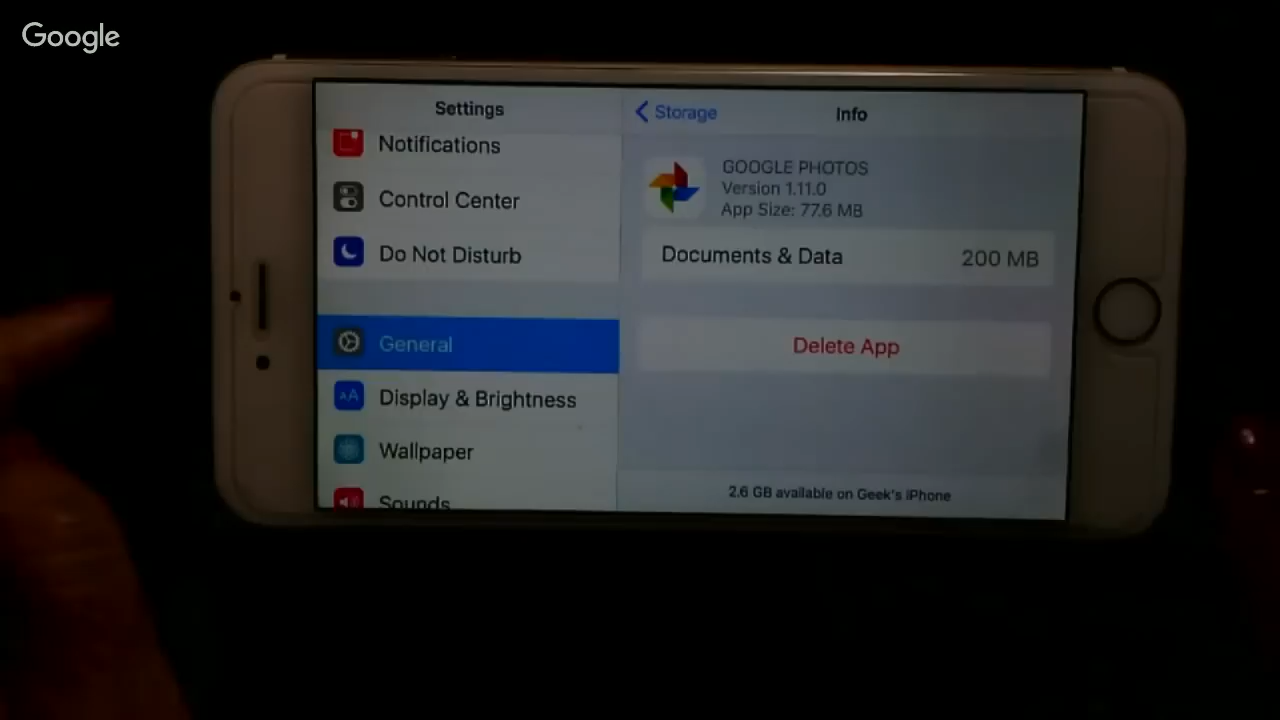 Google
Settings
Notifications
Control Center
Do Not Disturb
General
AA
Display & Brightness
Wallpaper
Sounds
Storage
Info
GOOGLE PHOTOS
Version 1.11.0
App Size: 77.6 MB
Documents & Data 200 MB
Delete App
2.6 GB available on Geek's iPhone